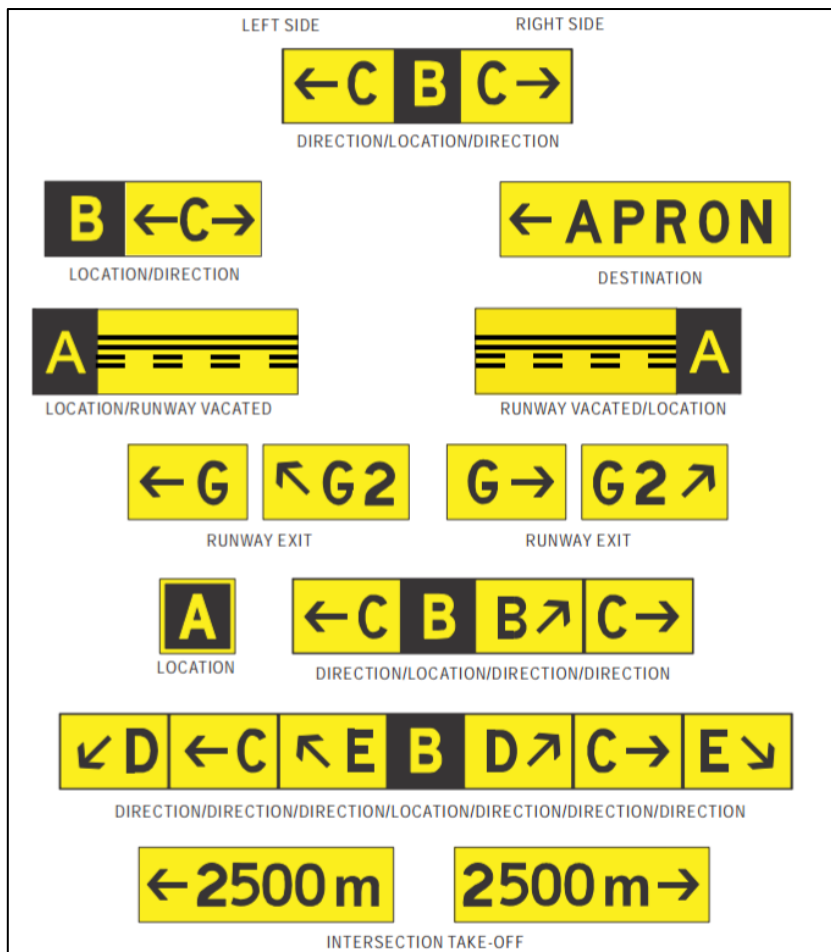 LEFT SIDE RIGHT SIDE
←C B C→
DIRECTION/LOCATION/DIRECTION
B ←C→ ← APRON
LOCATION/DIRECTION DESTINATION
A A
LOCATION/RUNWAY VACATED RUNWAY VACATED/LOCATION
←G ↖G2 G→ G2↗
RUNWAY EXIT RUNWAY EXIT
A ←C B B↗ C→
LOCATION DIRECTION/LOCATION/DIRECTION/DIRECTION
↙D ←C ↖E B D↗ C→ E↘
DIRECTION/DIRECTION/DIRECTION/LOCATION/DIRECTION/DIRECTION/DIRECTION
←2500 m 2500 m→
INTERSECTION TAKE-OFF